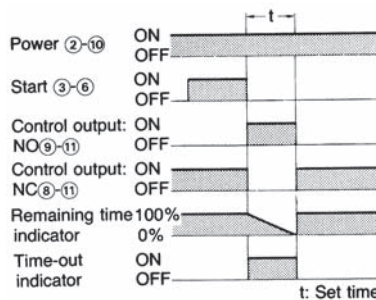 t
Power ②-⑩ ON
OFF
Start ③-⑥ ON
OFF
Control output: ON
NO⑨-⑪ OFF
Control output: ON
NC⑧-⑪ OFF
Remaining time 100%
indicator 0%
Time-out ON
indicator OFF
t: Set time